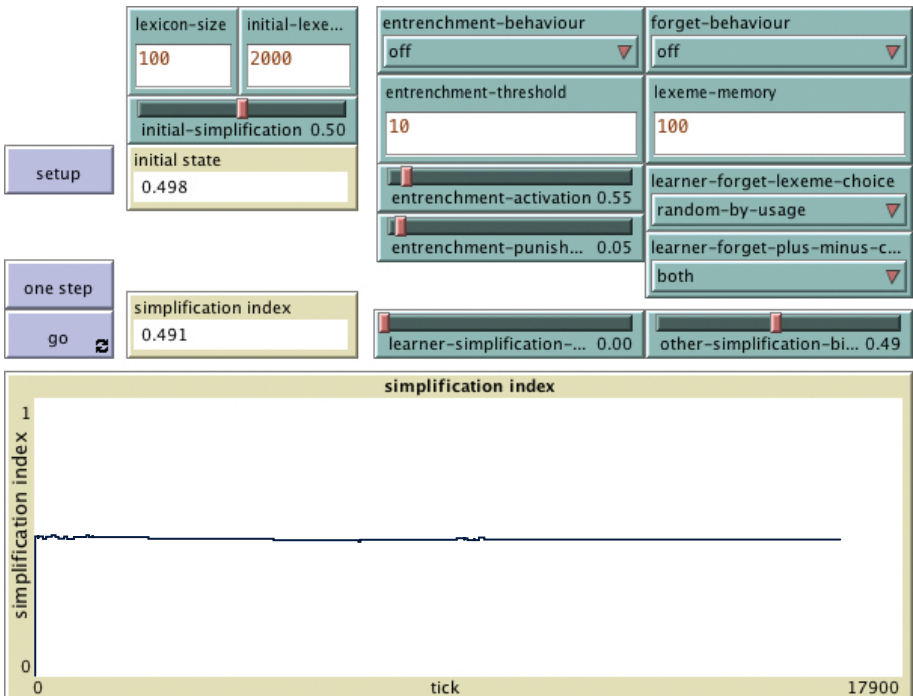 lexicon-size
100
initial-lexe...
2000
initial-simplification 0.50
initial state
0.498
setup
entrenchment-behaviour
off
entrenchment-threshold
10
entrenchment-activation 0.55
entrenchment-punish... 0.05
forget-behaviour
off
lexeme-memory
100
learner-forget-lexeme-choice
random-by-usage
learner-forget-plus-minus-c...
both
one step
go
simplification index
0.491
learner-simplification-... 0.00
other-simplification-bi... 0.49
simplification index
1
simplification index
0
0
tick
17900